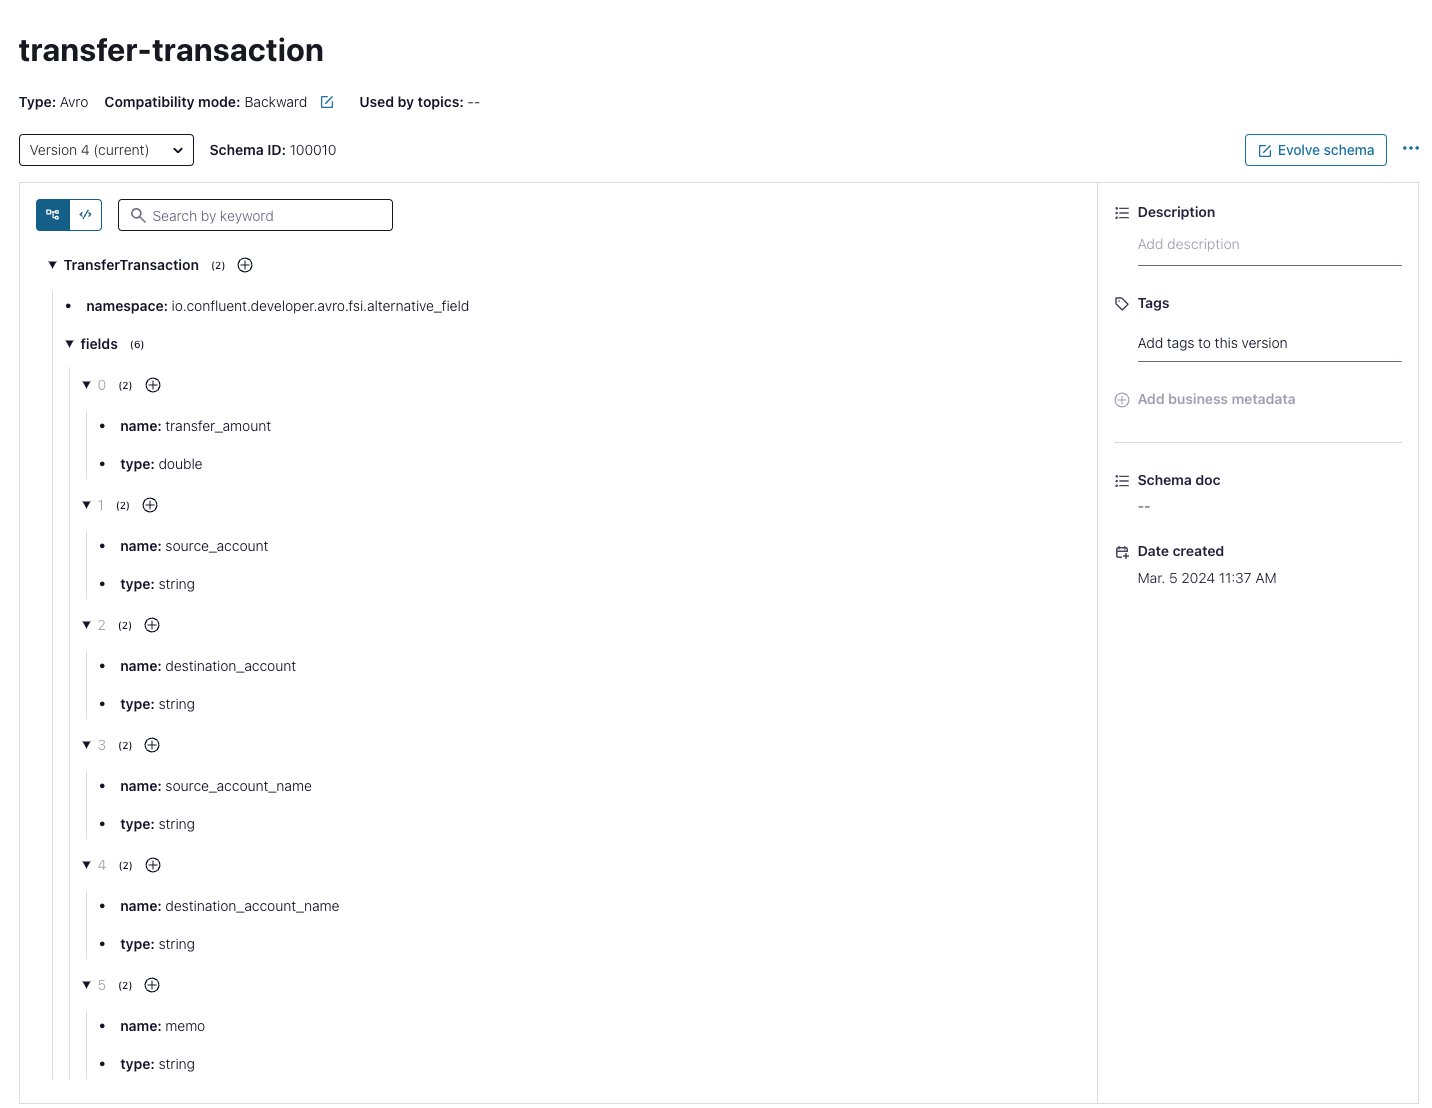 transfer-transaction
Type: Avro Compatibility mode: Backward Used by topics: --
Version 4 (current) Schema ID: 100010 Evolve schema
Search by keyword
TransferTransaction (2)
namespace: io.confluent.developer.avro.fsi.alternative_field
fields (6)
0 (2)
name: transfer_amount
type: double
1 (2)
name: source_account
type: string
2 (2)
name: destination_account
type: string
3 (2)
name: source_account_name
type: string
4 (2)
name: destination_account_name
type: string
5 (2)
name: memo
type: string
Description
Add description
Tags
Add tags to this version
Add business metadata
Schema doc
--
Date created
Mar. 5 2024 11:37 AM